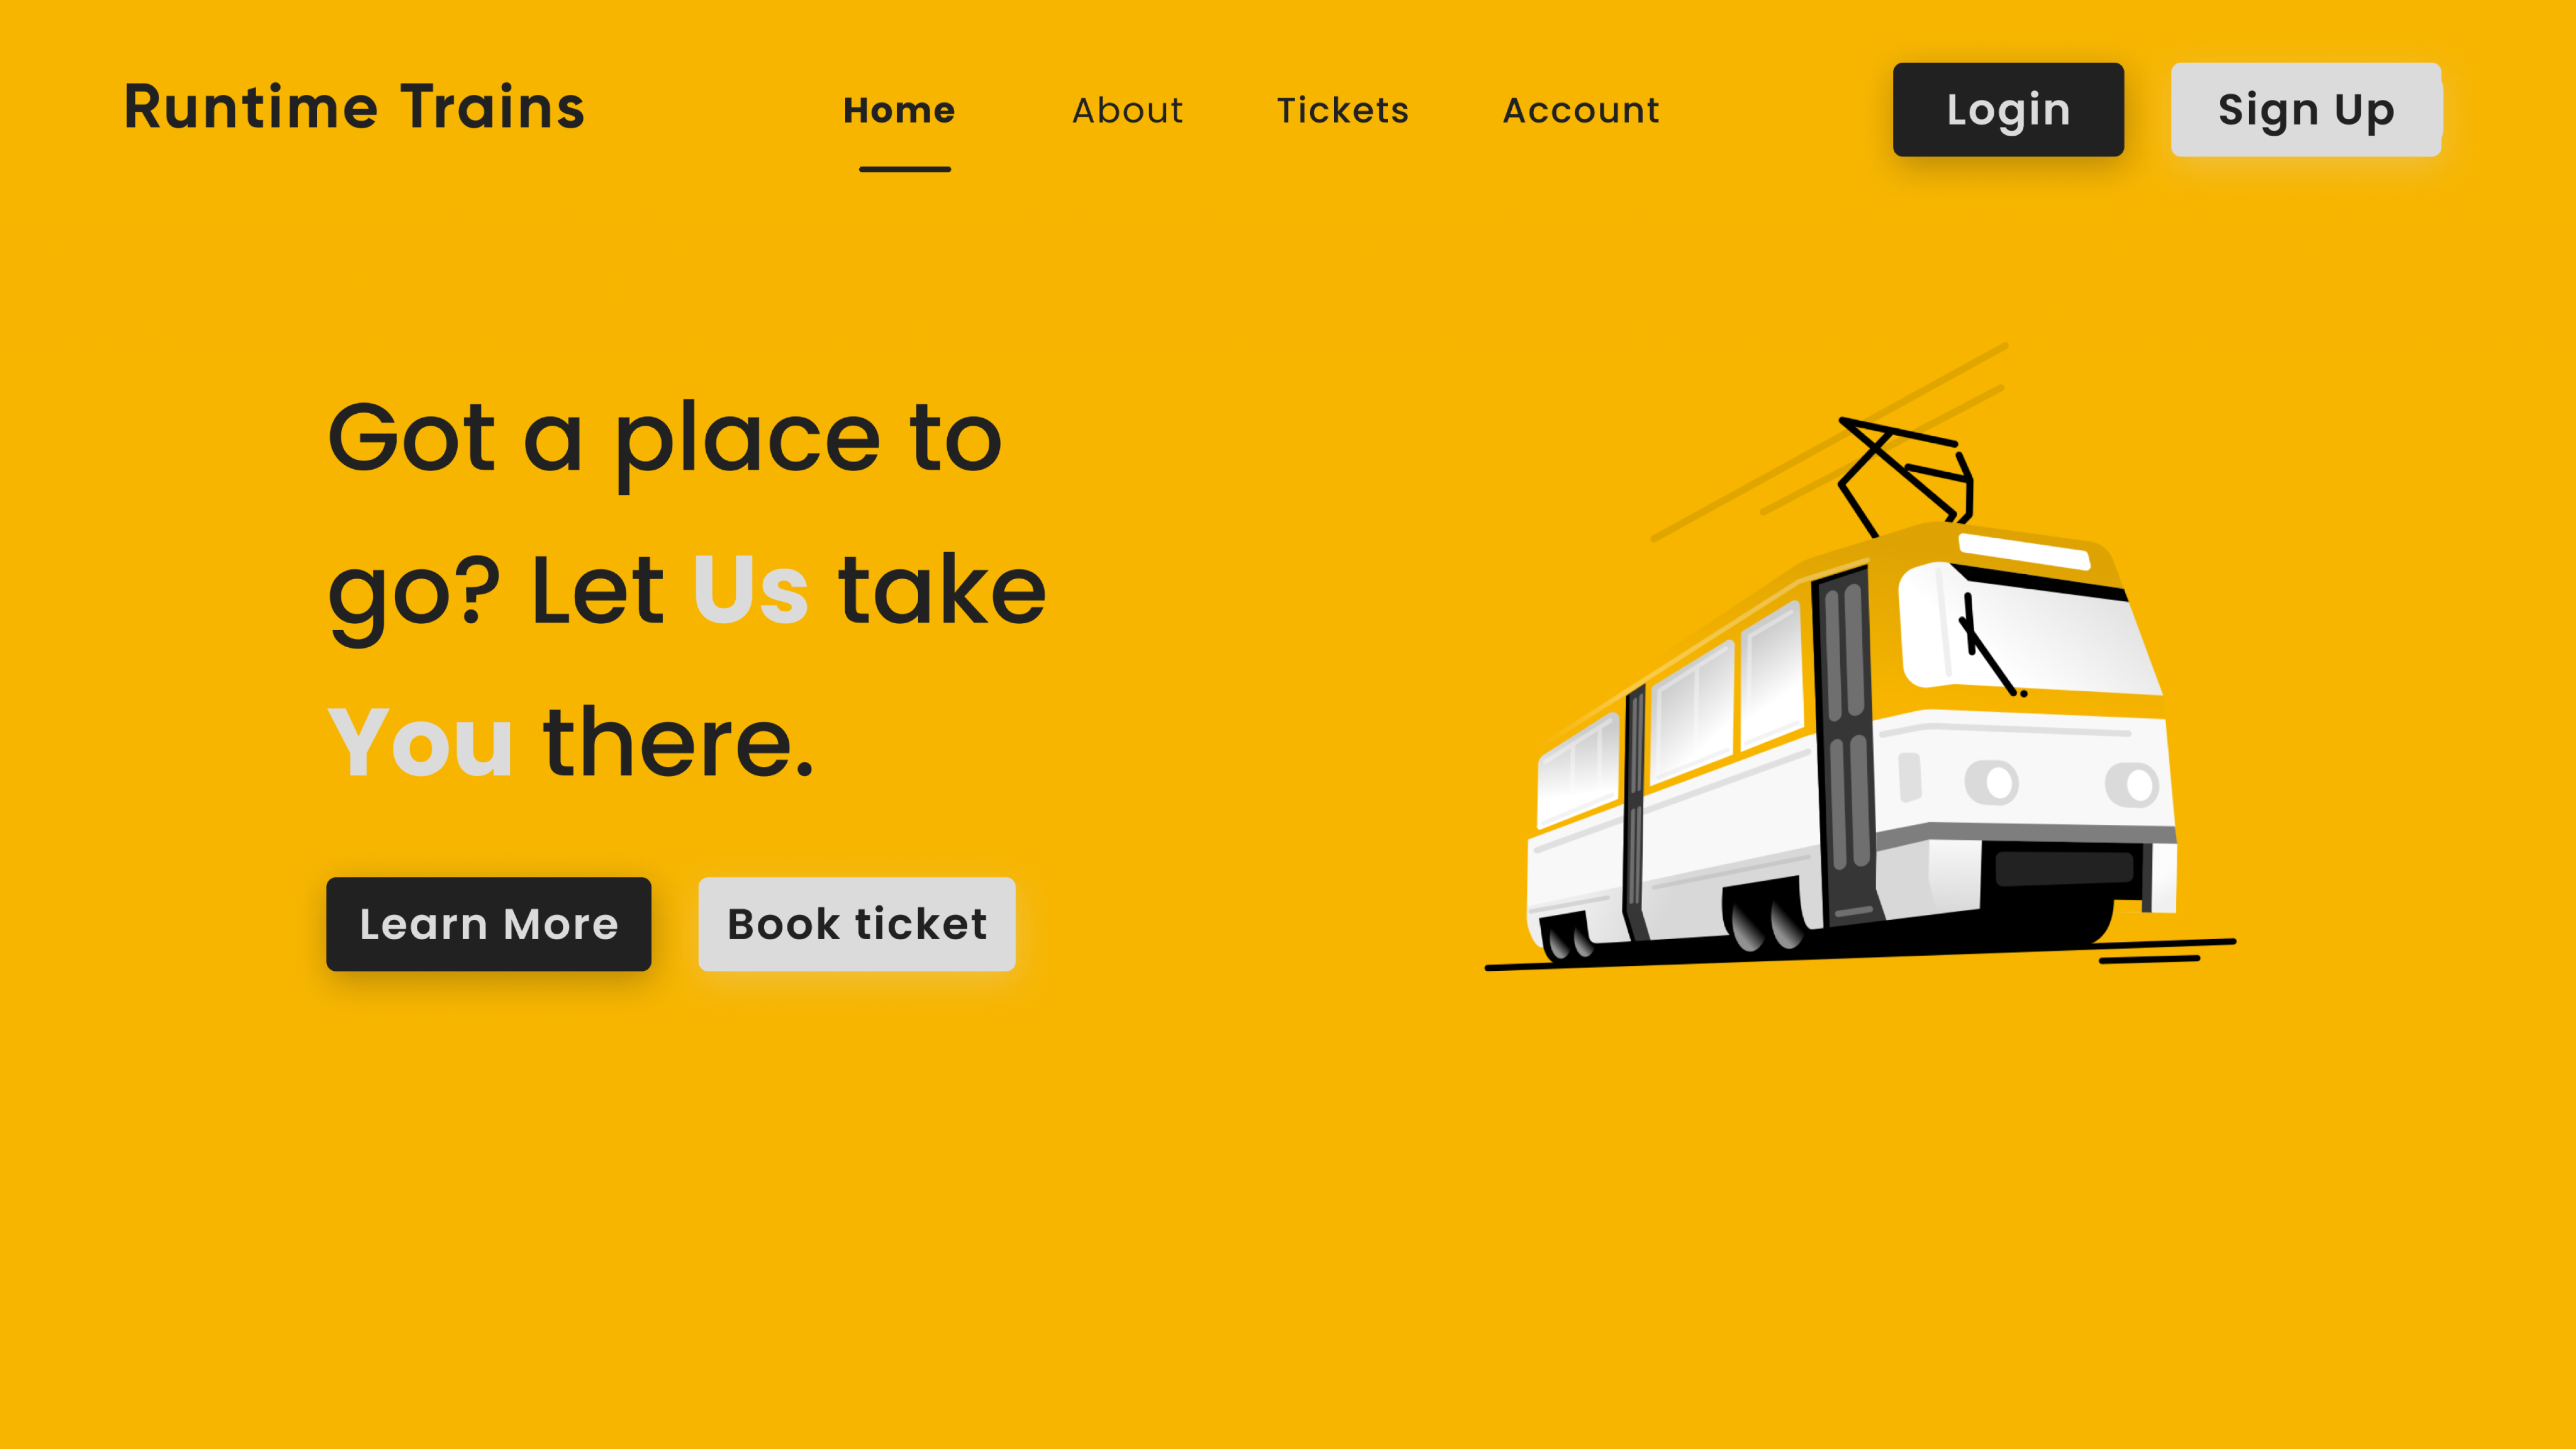 Runtime Trains
Home About Tickets Account
Login Sign Up
Got a place to
go? Let Us take
You there.
Learn More Book ticket